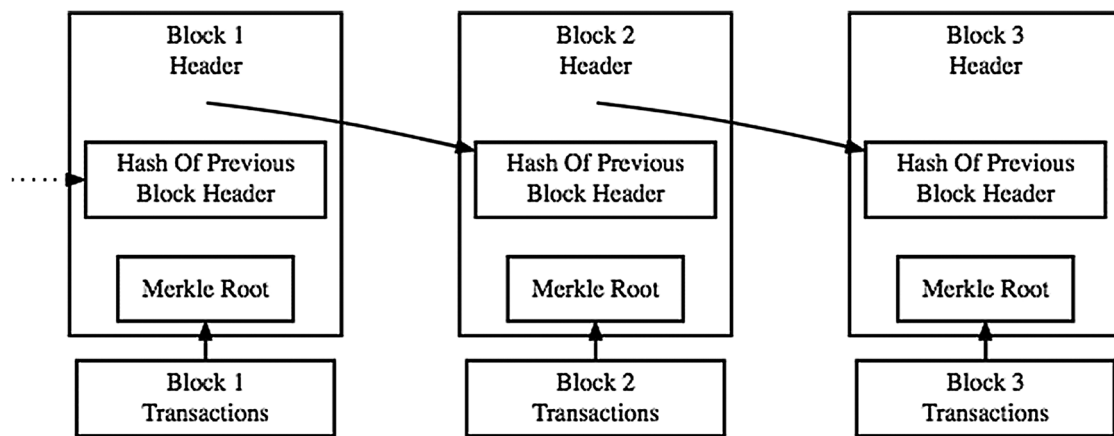 Block 1
Header
Hash Of Previous
Block Header
Merkle Root
Block 1
Transactions
Block 2
Header
Hash Of Previous
Block Header
Merkle Root
Block 2
Transactions
Block 3
Header
Hash Of Previous
Block Header
Merkle Root
Block 3
Transactions